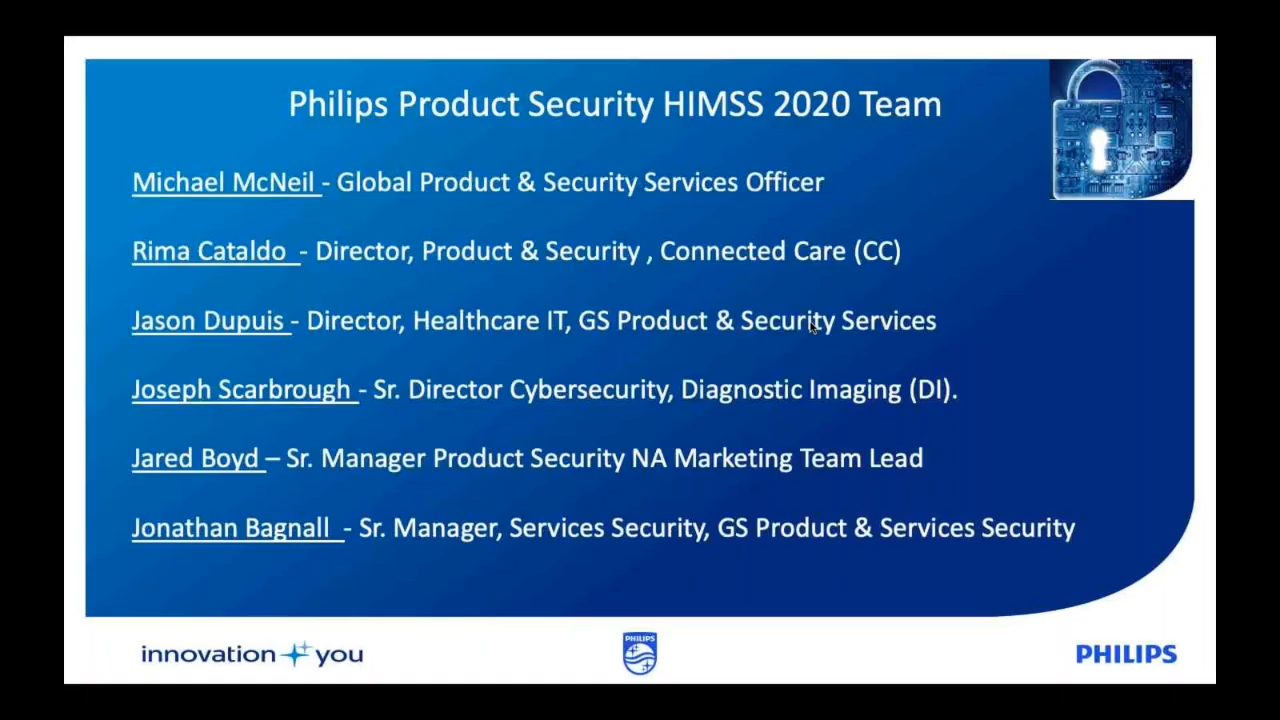 Philips Product Security HIMSS 2020 Team
Michael McNeil - Global Product & Security Services Officer
Rima Cataldo - Director, Product & Security , Connected Care (CC)
Jason Dupuis - Director, Healthcare IT, GS Product & Security Services
Joseph Scarbrough - Sr. Director Cybersecurity, Diagnostic Imaging (DI).
Jared Boyd – Sr. Manager Product Security NA Marketing Team Lead
Jonathan Bagnall - Sr. Manager, Services Security, GS Product & Services Security
innovation you
PHILIPS
PHILIPS